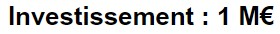 Investissement : 1 M€